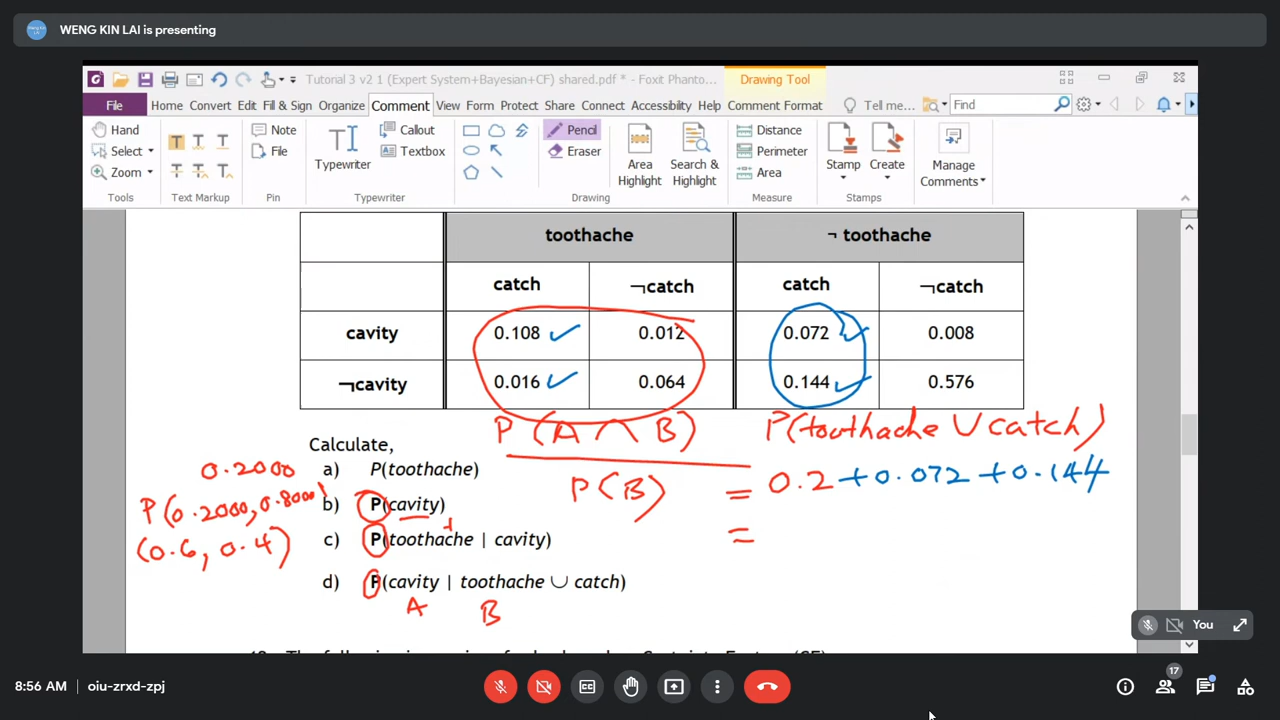 WENG KIN LAI is presenting
Tutorial 3 v2 1 (Expert System+Bayesian+CF) shared.pdf * - Foxit Phanto...
Drawing Tool
File Home Convert Edit Fill & Sign Organize Comment View Form Protect Share Connect Accessibility Help Comment Format Tell me... Find
Hand
Select
Zoom
Tools
Text Markup
Note
File
Pin
Typewriter
Callout
Textbox
Typewriter
Pencil
Eraser
Area Highlight
Search & Highlight
Drawing
Distance
Perimeter
Area
Measure
Stamp
Create
Stamps
Manage Comments
toothache ¬ toothache
catch ¬catch catch ¬catch
cavity 0.108 0.012 0.072 0.008
¬cavity 0.016 0.064 0.144 0.576
P(A ∩ B) P(toothache ∪ catch)
P(B) = 0.2 + 0.072 + 0.144
=
Calculate,
0.2000 a) P(toothache)
P(0.2000, 0.8000) b) P(cavity)
(0.6, 0.4) c) P(toothache | cavity)
d) P(cavity | toothache ∪ catch)
A B
You
8:56 AM oiu-zrxd-zpj
17